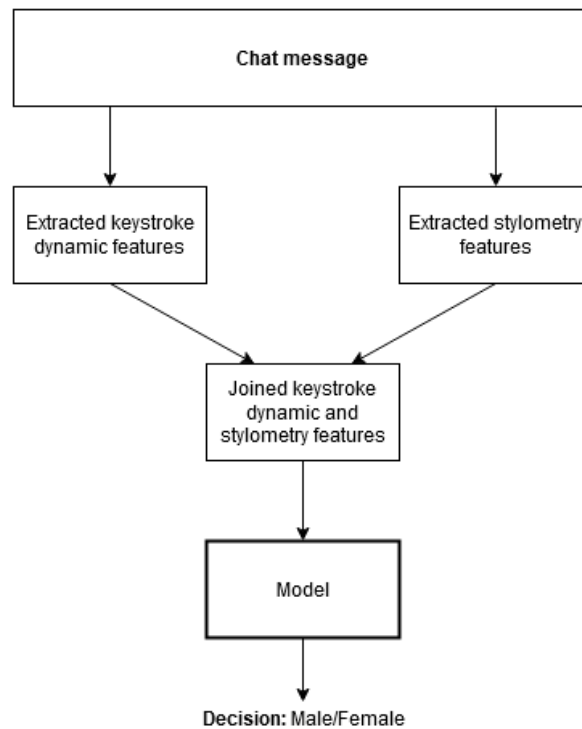 Chat message
Extracted keystroke
dynamic features
Extracted stylometry
features
Joined keystroke
dynamic and
stylometry features
Model
Decision: Male/Female